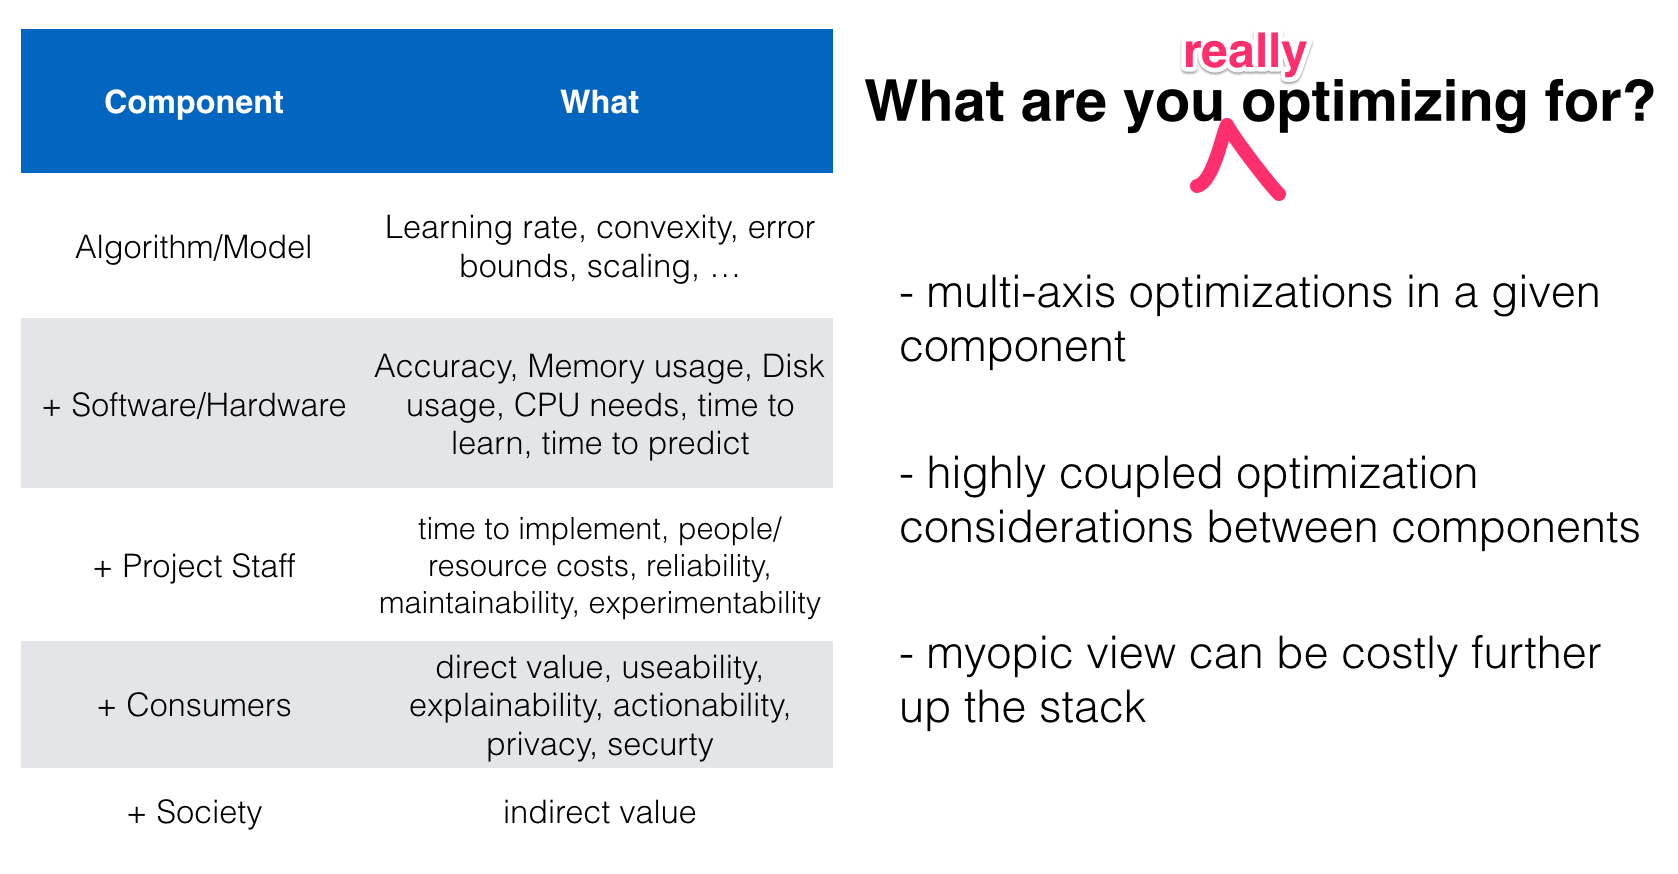 Component
What
Algorithm/Model
Learning rate, convexity, error
bounds, scaling, …
+ Software/Hardware
Accuracy, Memory usage, Disk
usage, CPU needs, time to
learn, time to predict
+ Project Staff
time to implement, people/
resource costs, reliability,
maintainability, experimentability
+ Consumers
direct value, useability,
explainability, actionability,
privacy, securty
+ Society
indirect value
really
What are you optimizing for?
- multi-axis optimizations in a given
component
- highly coupled optimization
considerations between components
- myopic view can be costly further
up the stack